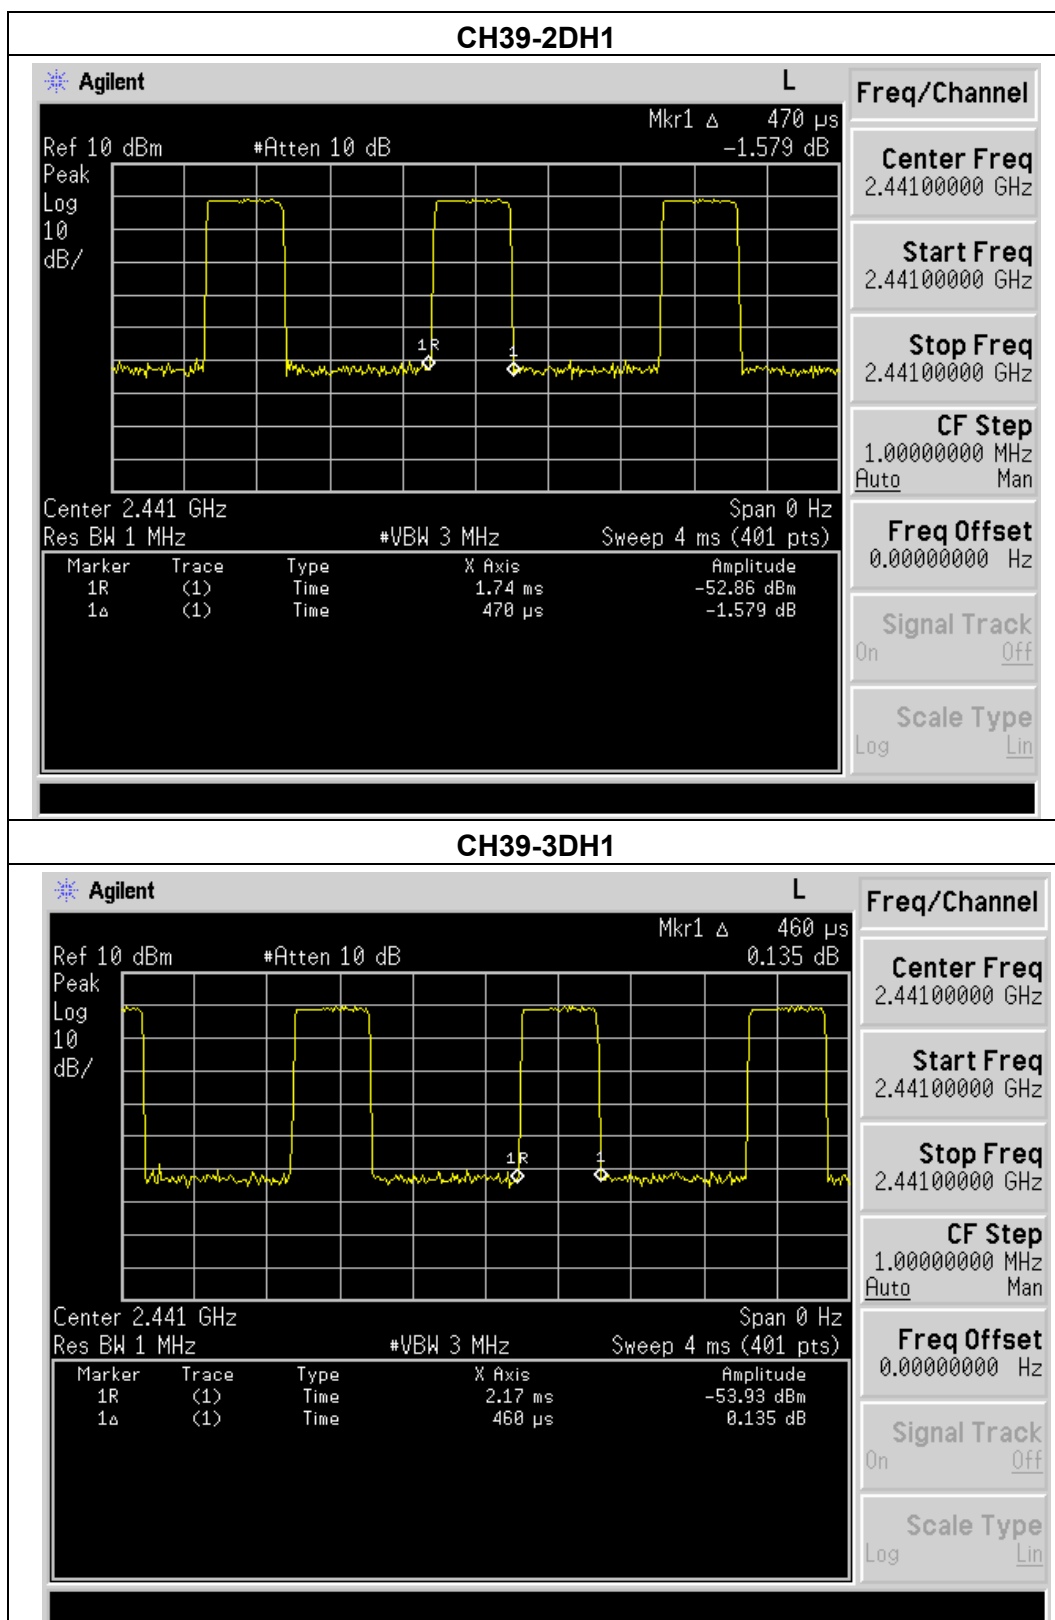 CH39-2DH1
Agilent L
Freq/Channel
Mkr1 Δ 470 µs
Ref 10 dBm #Atten 10 dB -1.579 dB
Peak
Log
10
dB/
1R
1
Center 2.441 GHz Span 0 Hz
Res BW 1 MHz #VBW 3 MHz Sweep 4 ms (401 pts)
Marker Trace Type X Axis Amplitude
1R (1) Time 1.74 ms -52.86 dBm
1Δ (1) Time 470 µs -1.579 dB
Center Freq
2.44100000 GHz
Start Freq
2.44100000 GHz
Stop Freq
2.44100000 GHz
CF Step
1.00000000 MHz
Auto Man
Freq Offset
0.00000000 Hz
Signal Track
On Off
Scale Type
Log Lin
CH39-3DH1
Agilent L
Freq/Channel
Mkr1 Δ 460 µs
Ref 10 dBm #Atten 10 dB 0.135 dB
Peak
Log
10
dB/
1R
1
Center 2.441 GHz Span 0 Hz
Res BW 1 MHz #VBW 3 MHz Sweep 4 ms (401 pts)
Marker Trace Type X Axis Amplitude
1R (1) Time 2.17 ms -53.93 dBm
1Δ (1) Time 460 µs 0.135 dB
Center Freq
2.44100000 GHz
Start Freq
2.44100000 GHz
Stop Freq
2.44100000 GHz
CF Step
1.00000000 MHz
Auto Man
Freq Offset
0.00000000 Hz
Signal Track
On Off
Scale Type
Log Lin